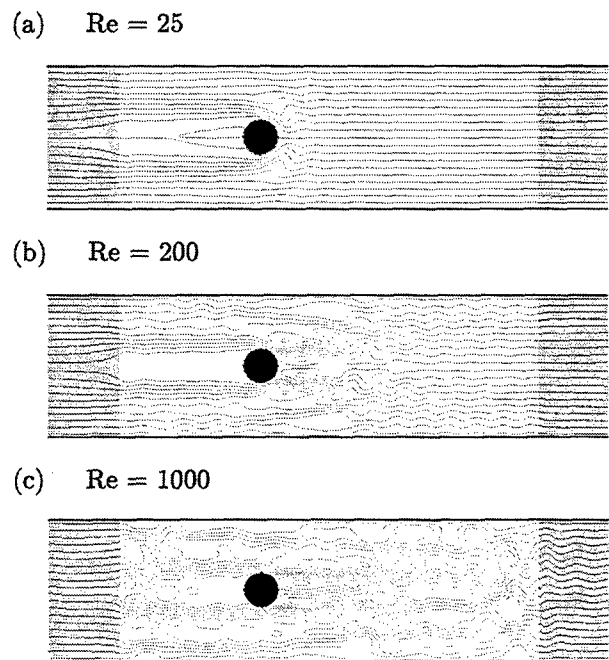 (a) Re = 25
(b) Re = 200
(c) Re = 1000